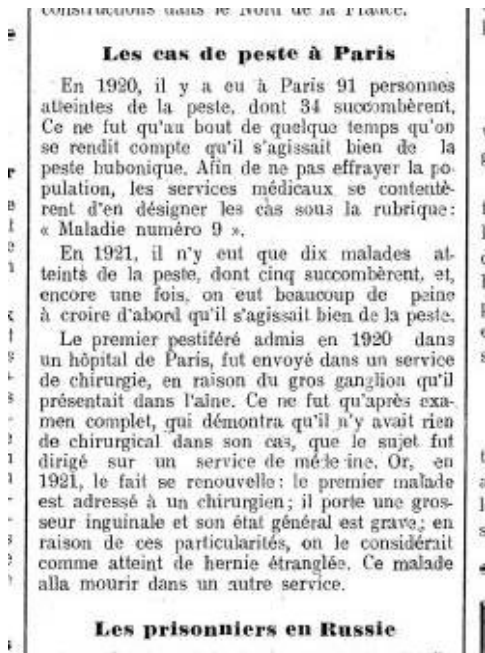 constructions dans le Nord de la France.
Les cas de peste à Paris
En 1920, il y a eu à Paris 91 personnes
atteintes de la peste, dont 34 succombèrent.
Ce ne fut qu'au bout de quelque temps qu'on
se rendit compte qu'il s'agissait bien de la
peste bubonique. Afin de ne pas effrayer la po-
pulation, les services médicaux se contentè-
rent d'en désigner les cas sous la rubrique:
« Maladie numéro 9 ».
En 1921, il n'y eut que dix malades at-
teints de la peste, dont cinq succombèrent, et,
encore une fois, on eut beaucoup de peine
à croire d'abord qu'il s'agissait bien de la peste.
Le premier pestiféré admis en 1920 dans
un hôpital de Paris, fut envoyé dans un service
de chirurgie, en raison du gros ganglion qu'il
présentait dans l'aine. Ce ne fut qu'après exa-
men complet, qui démontra qu'il n'y avait rien
de chirurgical dans son cas, que le sujet fut
dirigé sur un service de médecine. Or, en
1921, le fait se renouvelle: le premier malade
est adressé à un chirurgien; il porte une gros-
seur inguinale et son état général est grave; en
raison de ces particularités, on le considérait
comme atteint de hernie étranglée. Ce malade
alla mourir dans un autre service.
Les prisonniers en Russie